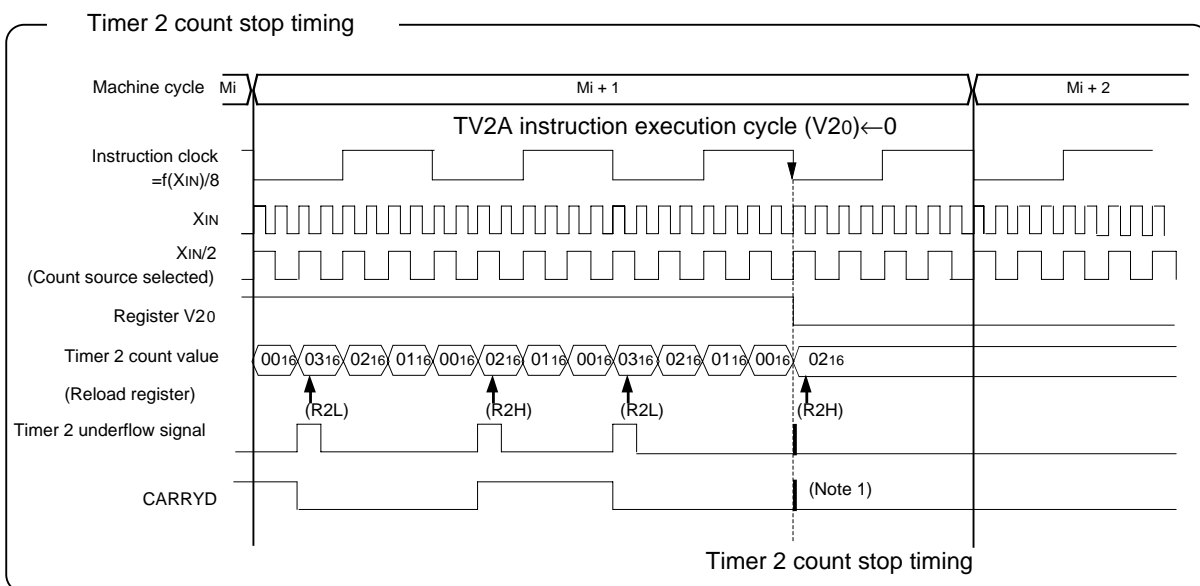 Timer 2 count stop timing
Machine cycle Mi Mi + 1 Mi + 2
TV2A instruction execution cycle (V20)←0
Instruction clock
=f(XIN)/8
XIN
XIN/2
(Count source selected)
Register V20
Timer 2 count value 0016 0316 0216 0116 0016 0216 0116 0016 0316 0216 0116 0016 0216
(Reload register) (R2L) (R2H) (R2L) (R2H)
Timer 2 underflow signal
CARRYD (Note 1)
Timer 2 count stop timing